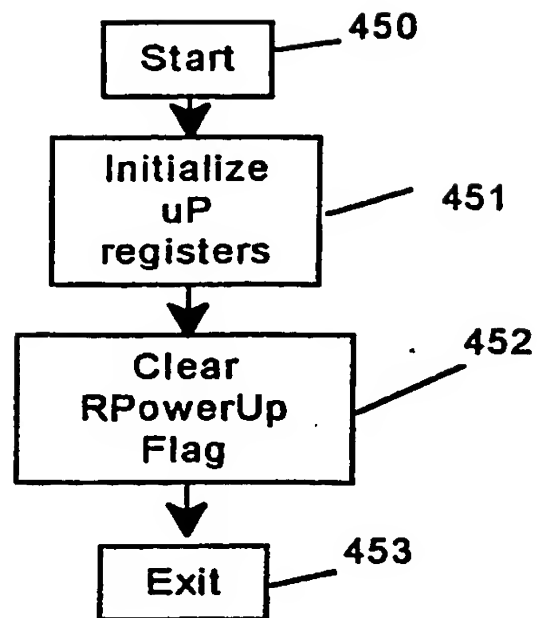 450
Start
Initialize
uP
registers
451
Clear
RPowerUp
Flag
452
453
Exit